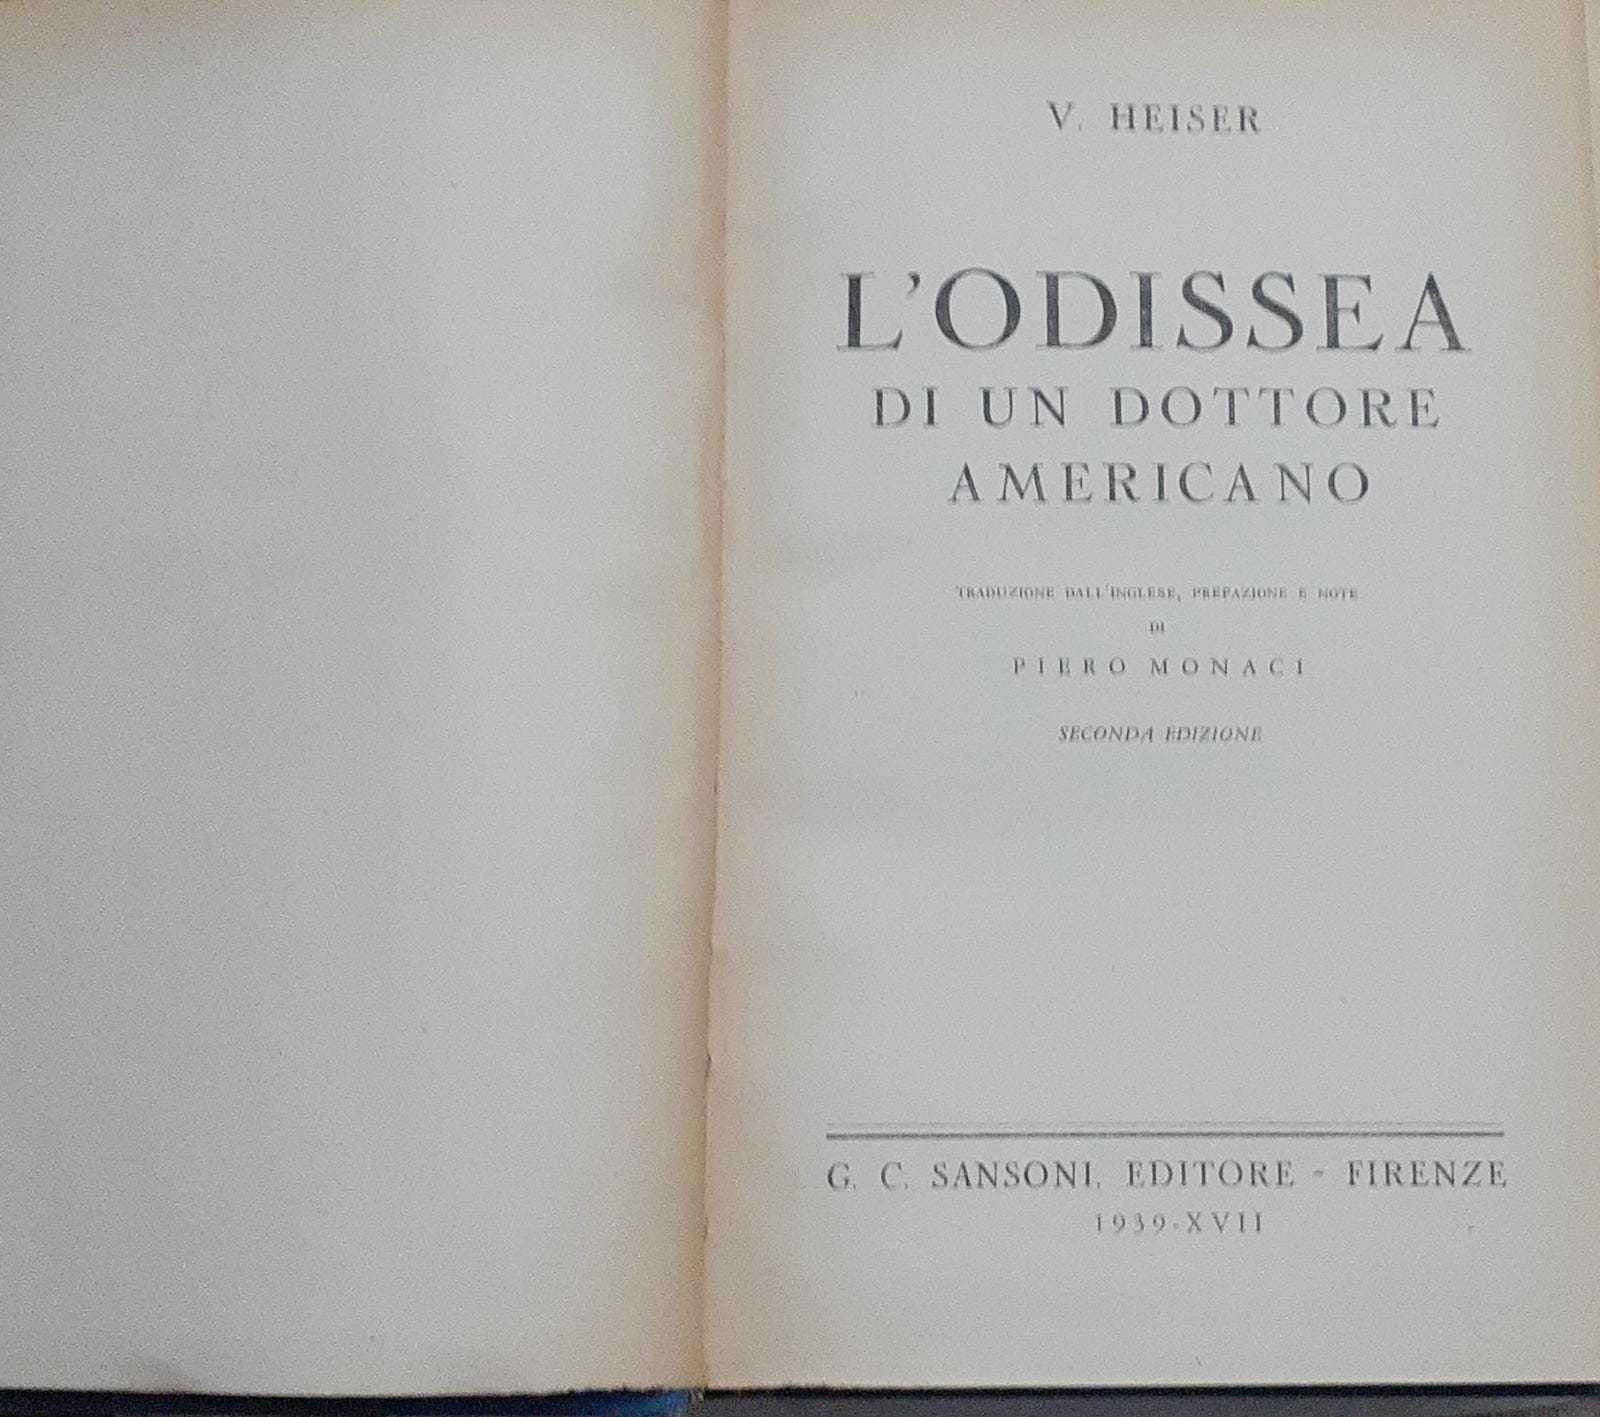 V. HEISER
L'ODISSEA
DI UN DOTTORE
AMERICANO
TRADUZIONE DALL'INGLESE, PREFAZIONE E NOTE
DI
PIERO MONACI
SECONDA EDIZIONE
G. C. SANSONI, EDITORE - FIRENZE
1939-XVII